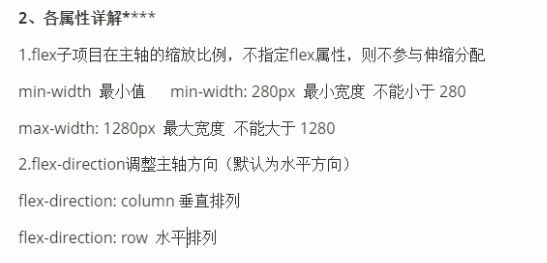 2、各属性详解****
1.flex子项目在主轴的缩放比例，不指定flex属性，则不参与伸缩分配
min-width 最小值 min-width: 280px 最小宽度 不能小于 280
max-width: 1280px 最大宽度 不能大于 1280
2.flex-direction调整主轴方向（默认为水平方向）
flex-direction: column 垂直排列
flex-direction: row 水平排列